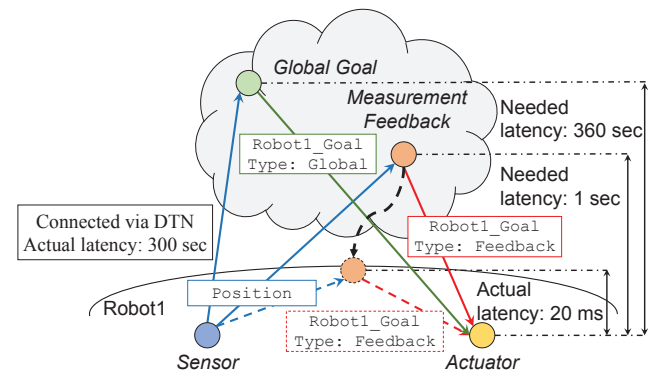 Global Goal
Measurement
Feedback
Needed
latency: 360 sec
Robot1_Goal
Type: Global
Needed
latency: 1 sec
Connected via DTN
Actual latency: 300 sec
Robot1_Goal
Type: Feedback
Position
Actual
latency: 20 ms
Robot1
Robot1_Goal
Type: Feedback
Sensor
Actuator